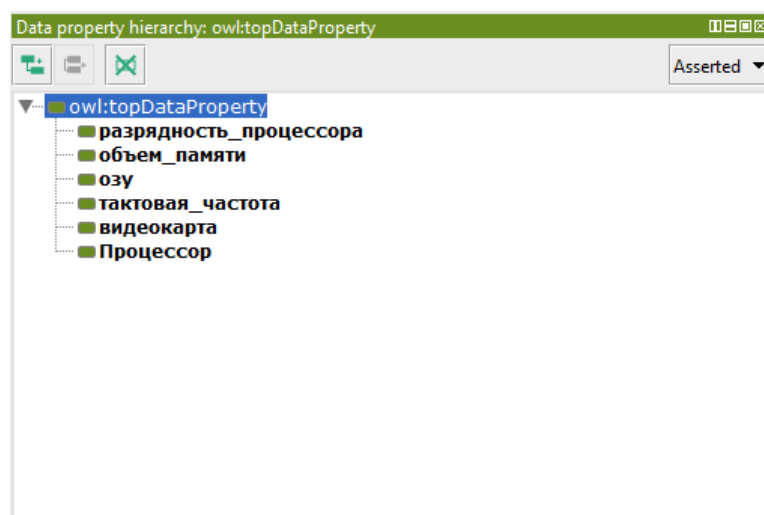 Data property hierarchy: owl:topDataProperty
Asserted
owl:topDataProperty
разрядность_процессора
объем_памяти
озу
тактовая_частота
видеокарта
Процессор